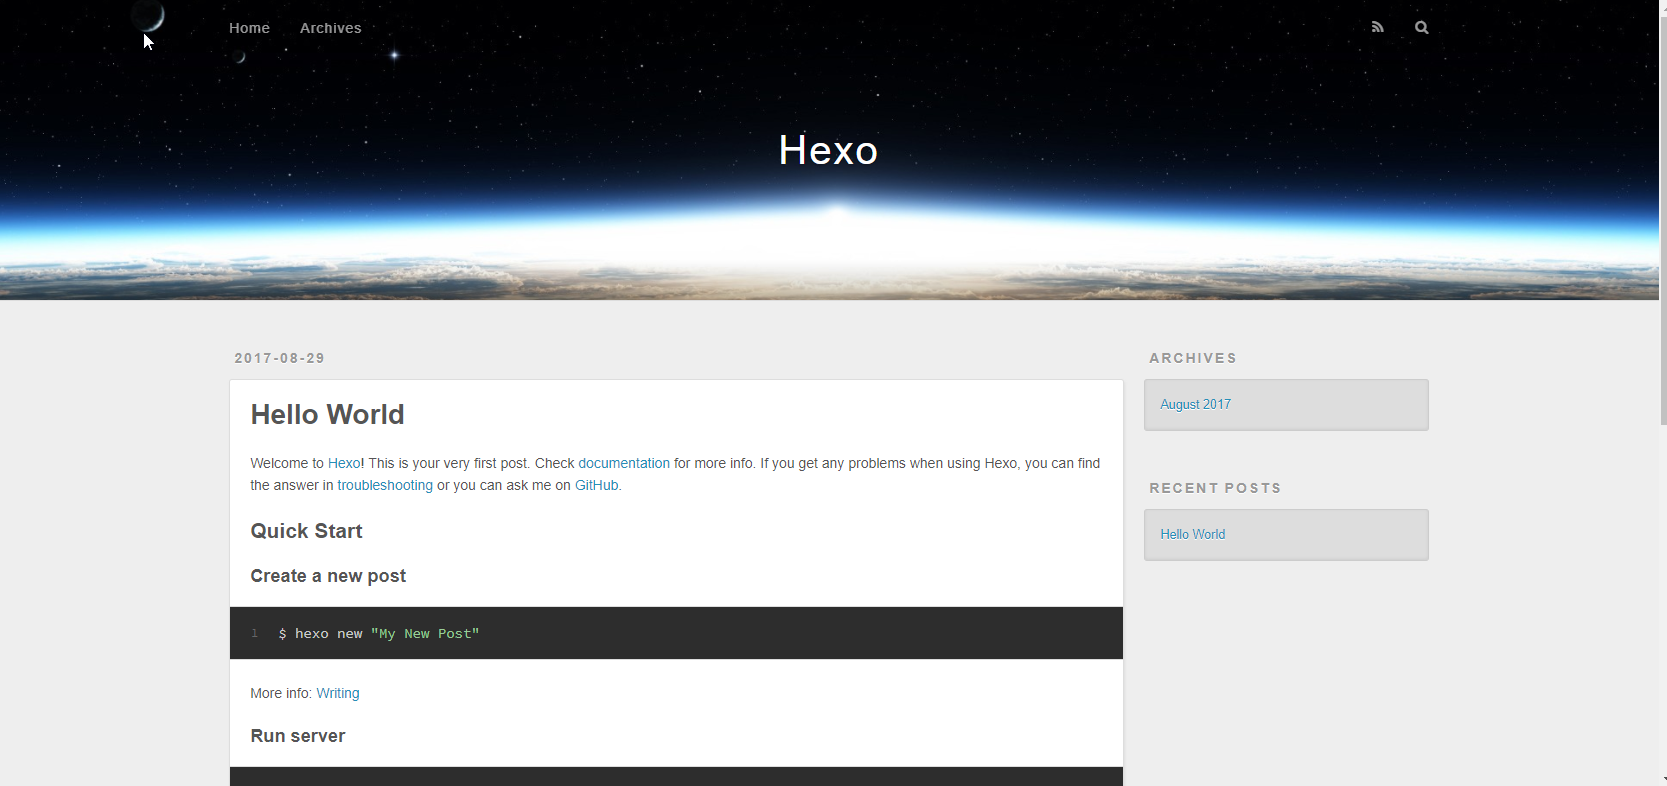 Home Archives
Hexo
2017-08-29
Hello World
Welcome to Hexo! This is your very first post. Check documentation for more info. If you get any problems when using Hexo, you can find
the answer in troubleshooting or you can ask me on GitHub.
Quick Start
Create a new post
1 $ hexo new "My New Post"
More info: Writing
Run server
ARCHIVES
August 2017
RECENT POSTS
Hello World